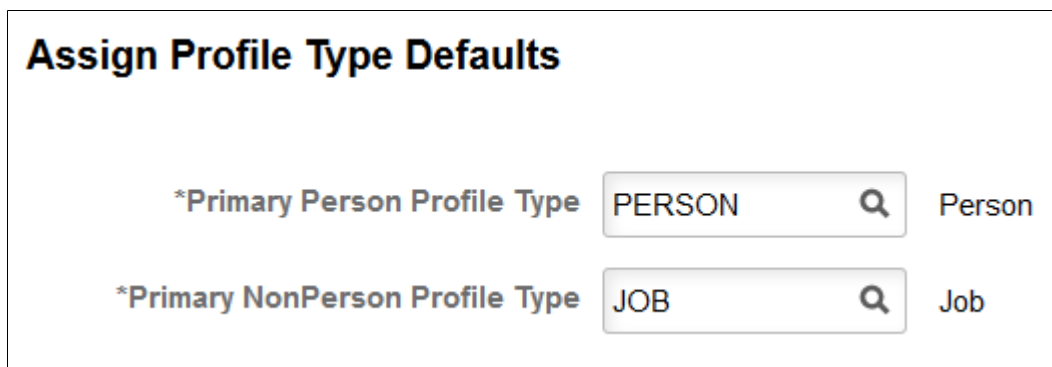 Assign Profile Type Defaults
*Primary Person Profile Type PERSON Person
*Primary NonPerson Profile Type JOB Job